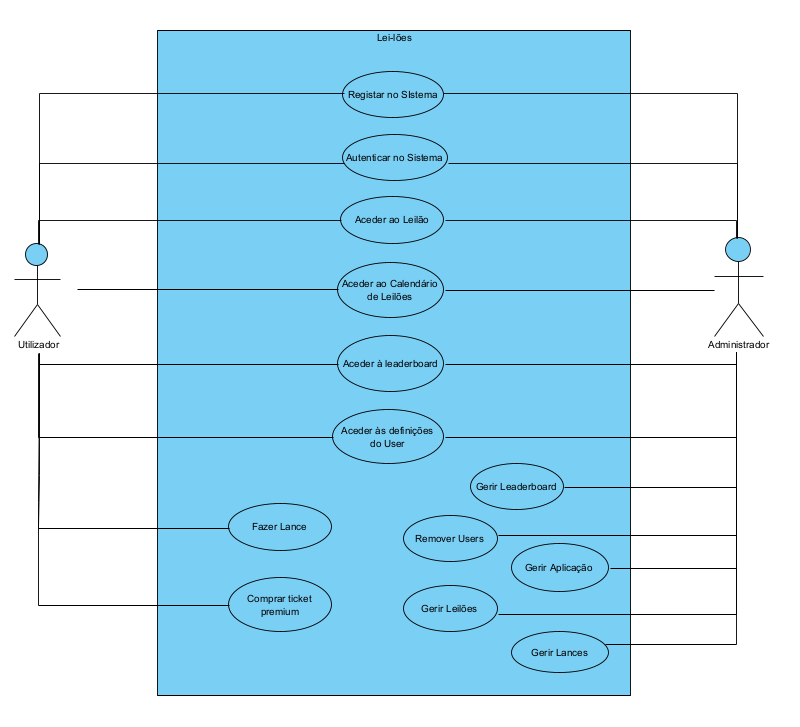 Lei-lões
Registar no SIstema
Autenticar no Sistema
Aceder ao Leilão
Aceder ao Calendário
de Leilões
Utilizador
Administrador
Aceder à leaderboard
Aceder às definições
do User
Gerir Leaderboard
Fazer Lance
Remover Users
Gerir Aplicação
Comprar ticket
premium
Gerir Leilões
Gerir Lances